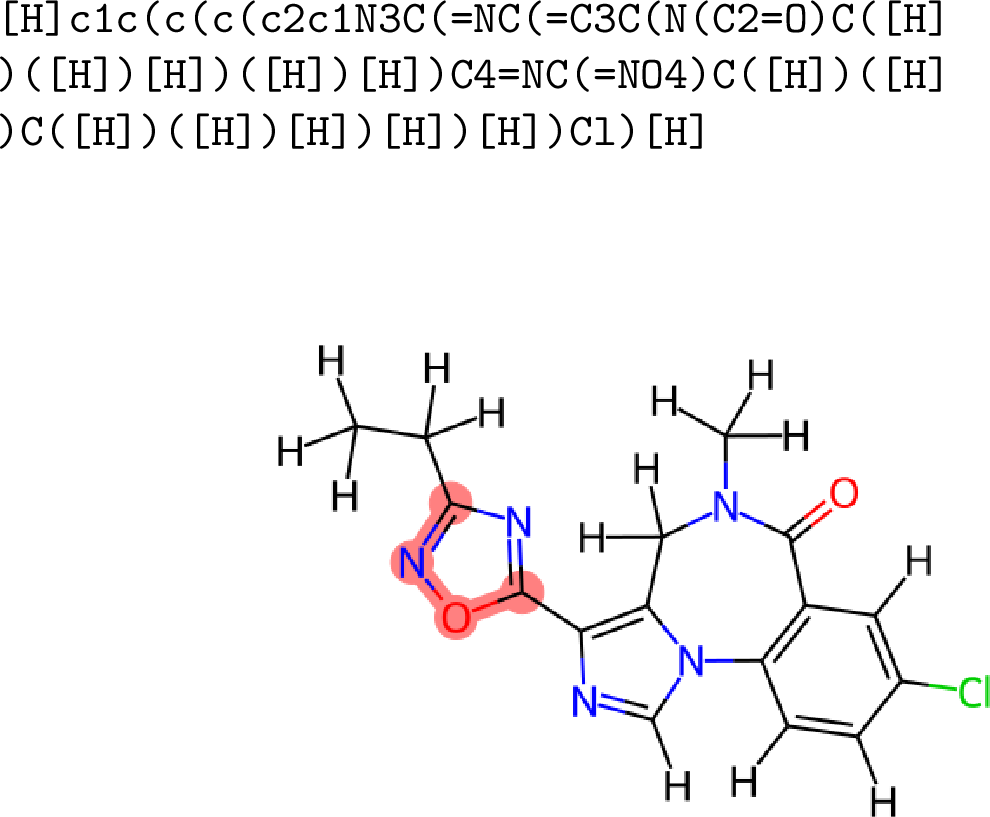 [H]c1c(c(c(c2c1N3C(=NC(=C3C(N(C2=O)C([H]
)([H])[H])([H])[H])C4=NC(=NO4)C([H])([H]
)C([H])([H])[H])[H])[H])Cl)[H]
H H H
H H
H H
H
H O
N
N
H
N H
O
N
Cl
N
H H
H